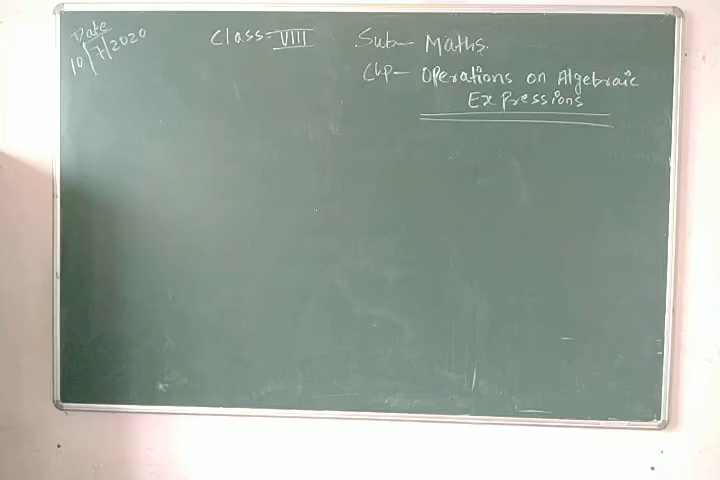 Date
10/7/2020
Class-VIII
Sub- Maths.
Chp- Operations on Algebraic
Expressions